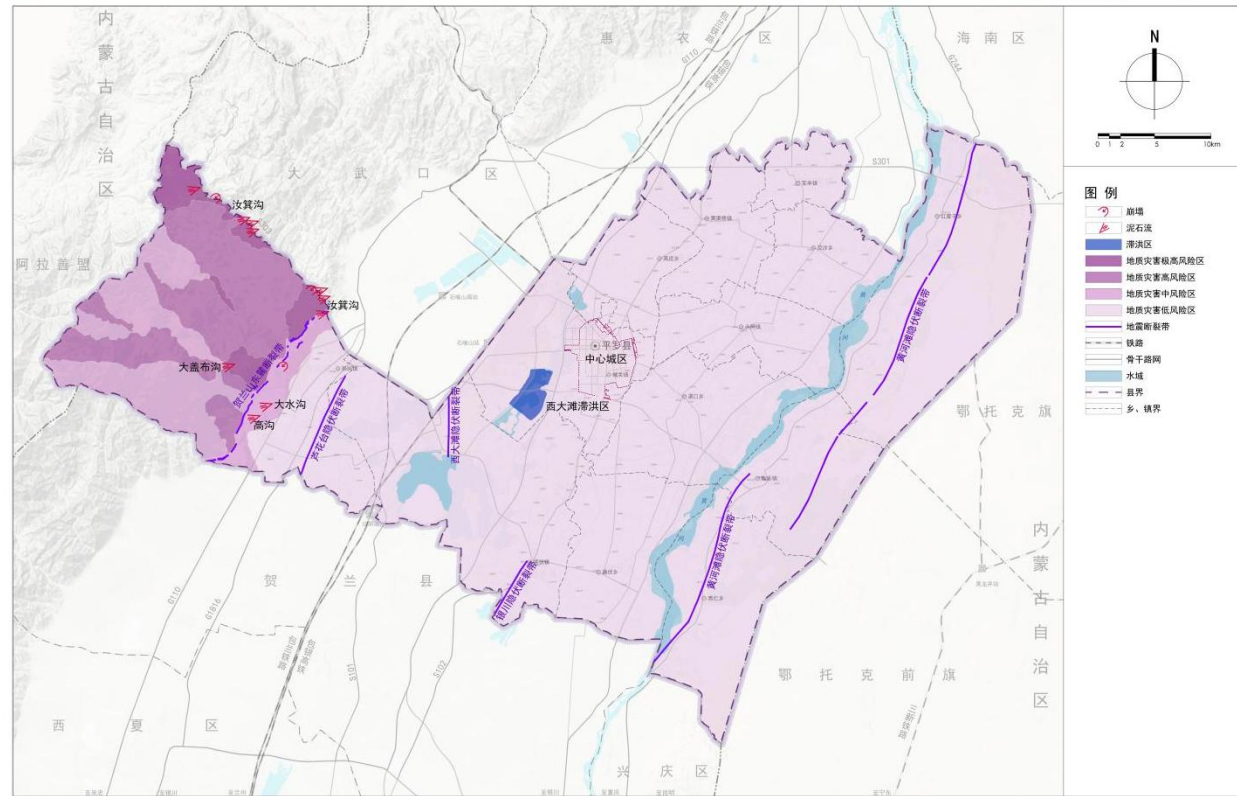 内蒙古自治区
惠农区
海南区
G110
G244
N
0 1 2 5 10km
大武口区
S301
汝箕沟
阿拉善盟
汝箕沟
图例
崩塌
泥石流
滞洪区
地质灾害极高风险区
地质灾害高风险区
地质灾害中风险区
地质灾害低风险区
地震断裂带
铁路
骨干路网
水域
县界
乡、镇界
黄河滩隐伏断裂带
平罗县
中心城区
大盖布沟
贺兰山东麓断裂带
大水沟
高沟
芦花台隐伏断裂带
西大滩隐伏断裂带
西大滩滞洪区
黄
河
鄂托克旗
黄河滩隐伏断裂带
银川隐伏断裂带
贺兰县
内蒙古自治区
G110
G1816
S101
S102
鄂托克前旗
西夏区
兴庆区